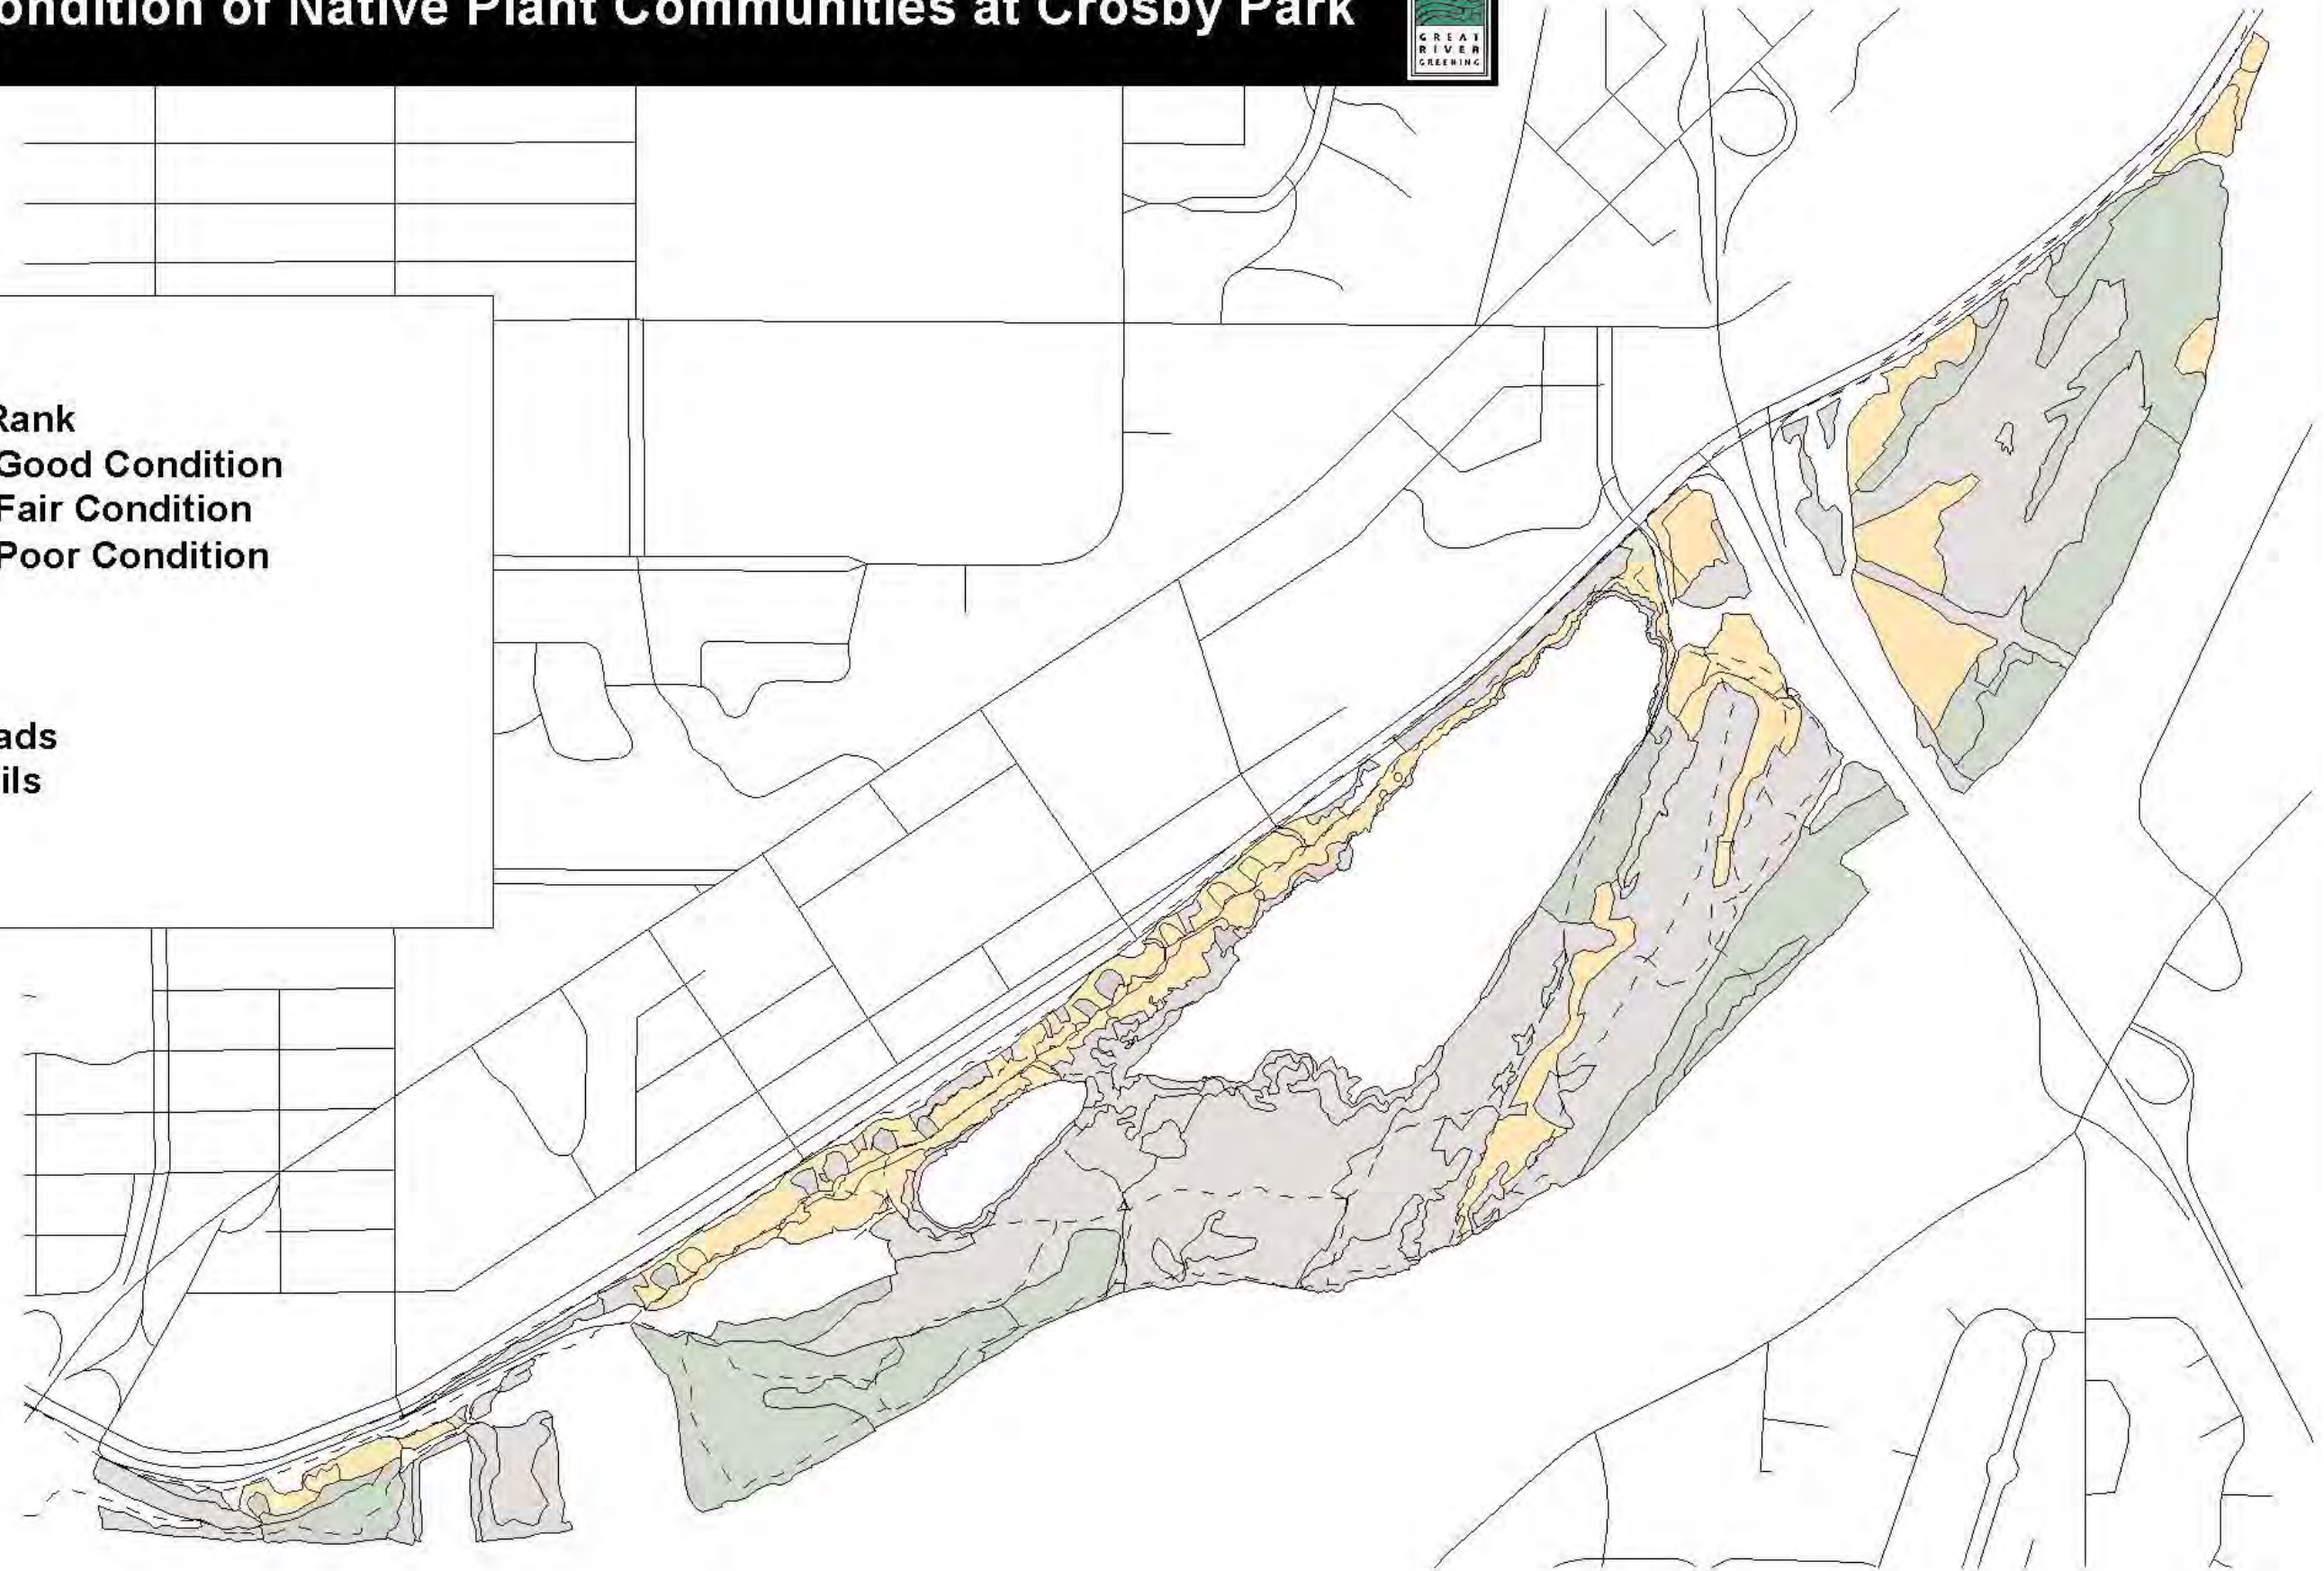 ondition of Native Plant Communities at Crosby Park
GREAT
RIVER
GREENING
Rank
Good Condition
Fair Condition
Poor Condition
ads
ils